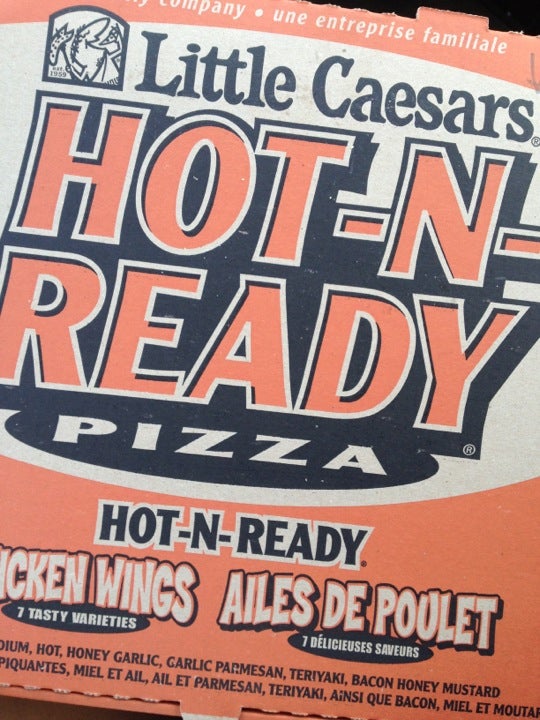 Company • une entreprise familiale
EST 1959
Little Caesars®
HOT-N-
READY
PIZZA®
HOT-N-READY®
ICKEN WINGS AILES DE POULET
7 TASTY VARIETIES 7 DÉLICIEUSES SAVEURS
DIUM, HOT, HONEY GARLIC, GARLIC PARMESAN, TERIYAKI, BACON HONEY MUSTARD
PIQUANTES, MIEL ET AIL, AIL ET PARMESAN, TERIYAKI, AINSI QUE BACON, MIEL ET MOUTAR